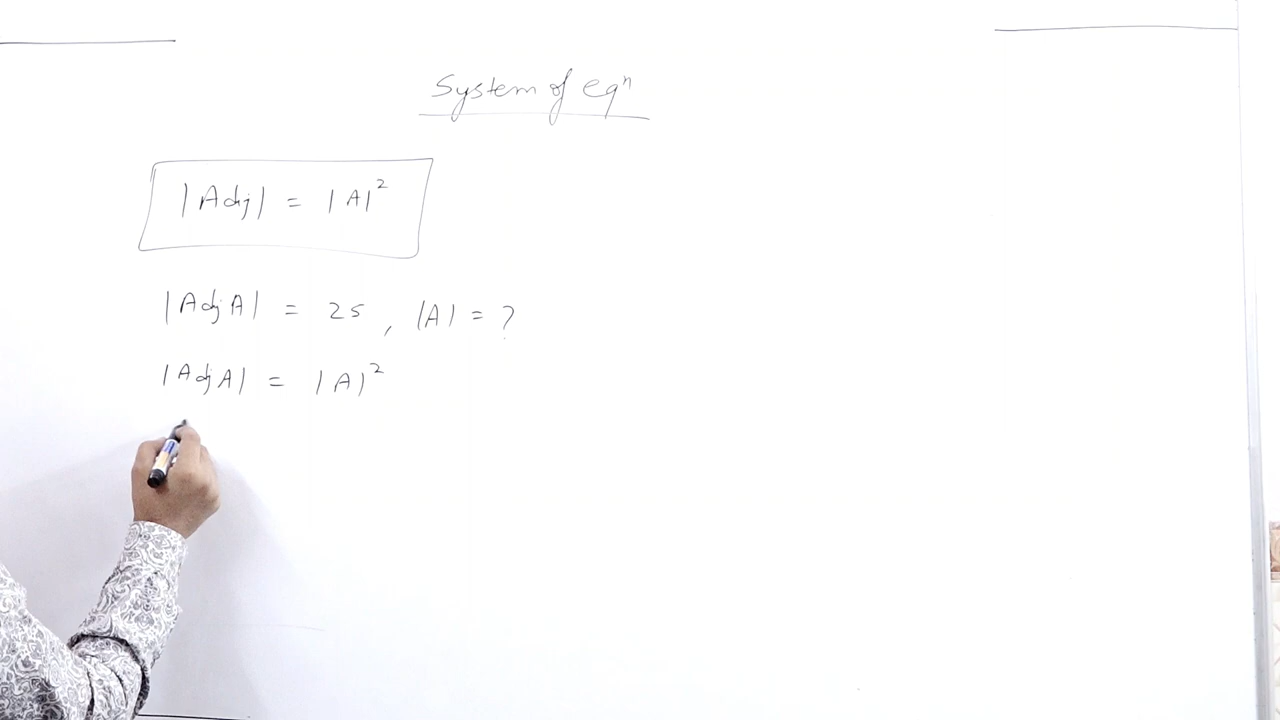 System of eqⁿ
|Adj| = |A|²
|Adj A| = 25 , |A| = ?
|Adj A| = |A|²